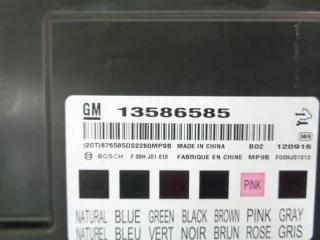 GM 13586585
(20T)876585DS2260MP9B MADE IN CHINA B02 120916
BOSCH F 00H J01 010 FABRIQUE EN CHINE MP9B F00HJ01010
PINK
NATURAL BLUE GREEN BLACK BROWN PINK GRAY
NATUREL BLEU VERT NOIR BRUN ROSE GRIS